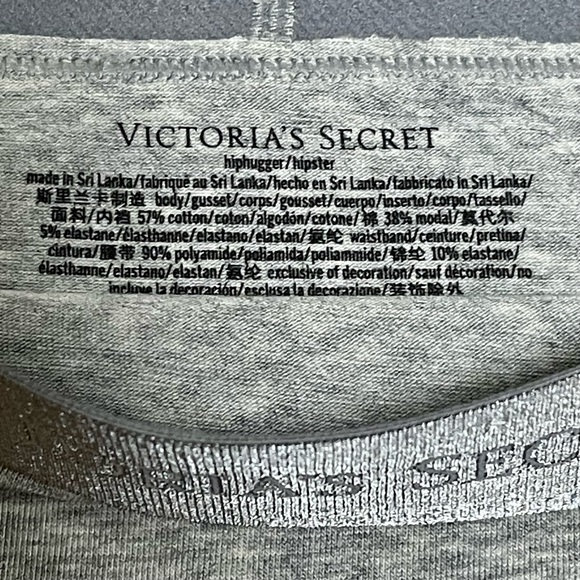 VICTORIA'S SECRET
hiphugger/hipster
made in Sri Lanka/fabriqué au Sri Lanka/hecho en Sri Lanka/fabbricato in Sri Lanka/
斯里兰卡制造 body/gusset/corps/gousset/cuerpo/inserto/corpo/tassello/
面料/内裆 57% cotton/coton/algodón/cotone/棉 38% modal/莫代尔
5% elastane/élasthanne/elastano/elastan/氨纶 waistband/ceinture/pretina/
cintura/腰带 90% polyamide/poliamida/poliammide/锦纶 10% elastane/
élasthanne/elastano/elastan/氨纶 exclusive of decoration/sauf décoration/no
incluye la decoración/esclusa la decorazione/装饰除外
RIA'S SEC